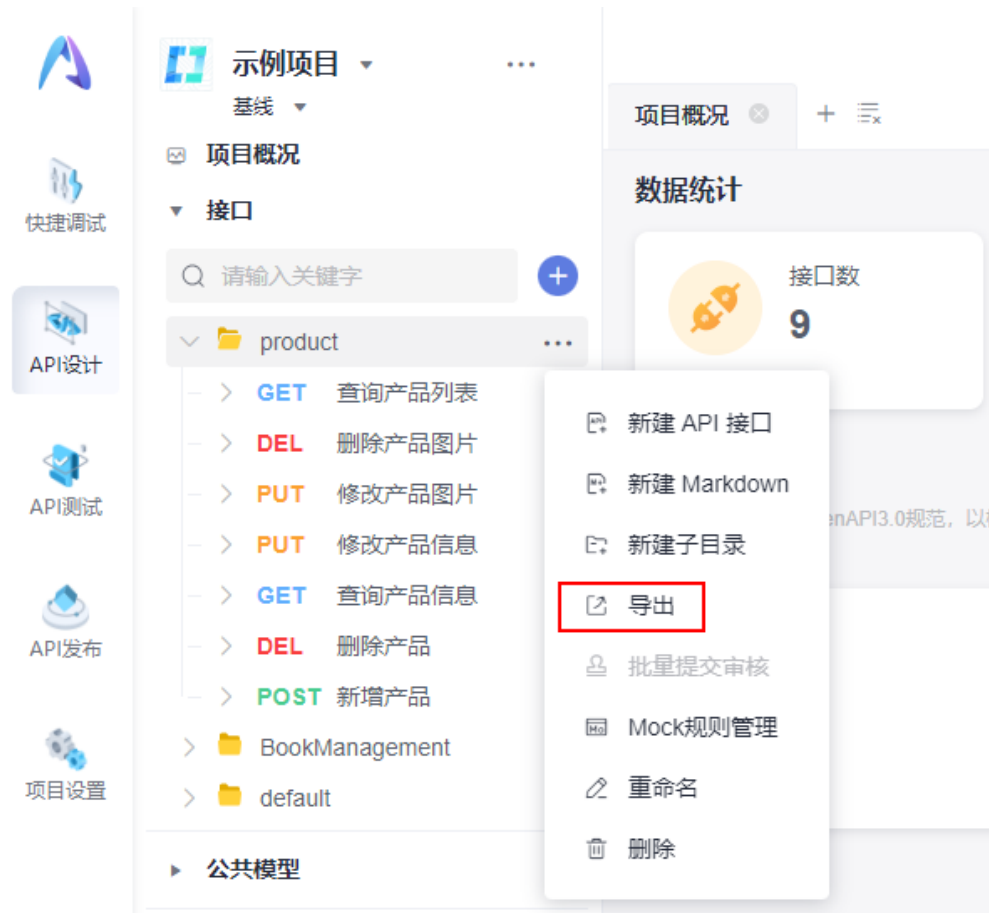 快捷调试
API设计
API测试
API发布
项目设置
示例项目
基线
项目概况
接口
请输入关键字
product
GET 查询产品列表
DEL 删除产品图片
PUT 修改产品图片
PUT 修改产品信息
GET 查询产品信息
DEL 删除产品
POST 新增产品
BookManagement
default
公共模型
项目概况
数据统计
接口数
9
新建 API 接口
新建 Markdown
新建子目录
导出
批量提交审核
Mock规则管理
重命名
删除
enAPI3.0规范，以